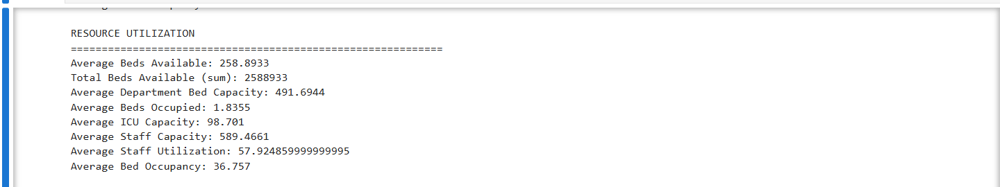 RESOURCE UTILIZATION
============================================================
Average Beds Available: 258.8933
Total Beds Available (sum): 2588933
Average Department Bed Capacity: 491.6944
Average Beds Occupied: 1.8355
Average ICU Capacity: 98.701
Average Staff Capacity: 589.4661
Average Staff Utilization: 57.924859999999995
Average Bed Occupancy: 36.757